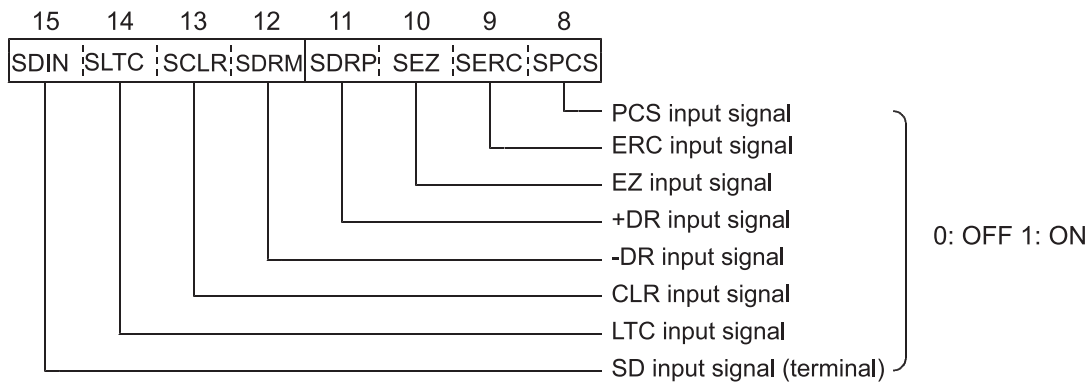 15 14 13 12 11 10 9 8
SDIN SLTC SCLR SDRM SDRP SEZ SERC SPCS
PCS input signal
ERC input signal
EZ input signal
+DR input signal
-DR input signal
CLR input signal
LTC input signal
SD input signal (terminal)
0: OFF 1: ON